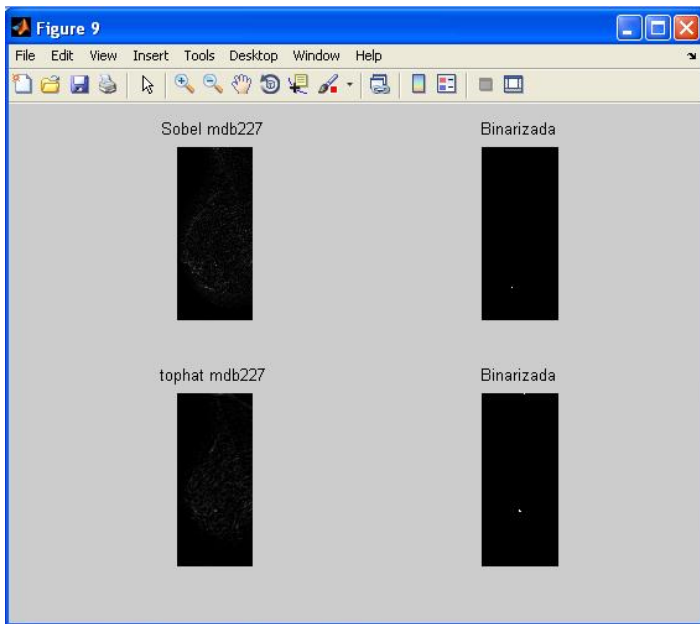 Figure 9
File Edit View Insert Tools Desktop Window Help
Sobel mdb227
Binarizada
tophat mdb227
Binarizada